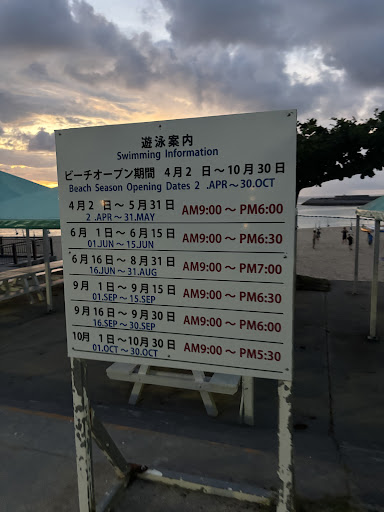 遊泳案内
Swimming Information
ビーチオープン期間 4月2 日～10月30日
Beach Season Opening Dates 2 .APR～30.OCT
4月2 日～5月31日 AM9:00～PM6:00
2 .APR～31.MAY
6月 1日～6月15日 AM9:00～PM6:30
01.JUN～15.JUN
6月16日～8月31日 AM9:00～PM7:00
16.JUN～31.AUG
9月 1日～9月15日 AM9:00～PM6:30
01.SEP～15.SEP
9月16日～9月30日 AM9:00～PM6:00
16.SEP～30.SEP
10月 1日～10月30日 AM9:00～PM5:30
01.OCT～30.OCT